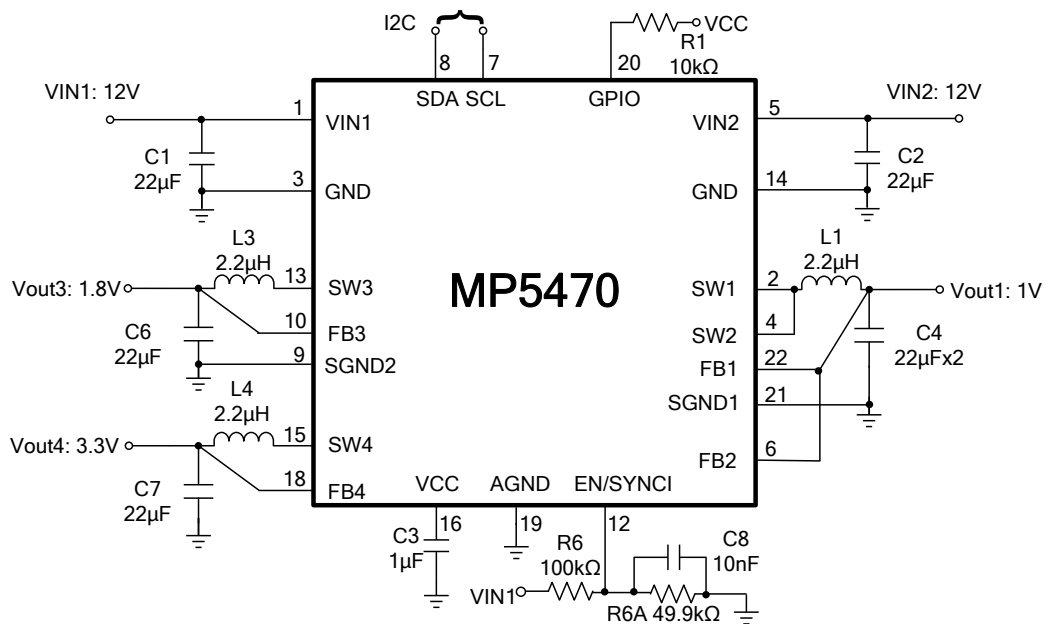 I2C
VCC
R1
10kΩ
8
7
20
SDA SCL
GPIO
VIN1: 12V
VIN2: 12V
1
VIN1
VIN2
5
C1
22µF
C2
22µF
3
GND
GND
14
L3
2.2µH
L1
2.2µH
MP5470
Vout3: 1.8V
13
SW3
SW1
2
Vout1: 1V
C6
22µF
10
FB3
SW2
4
C4
22µFx2
9
SGND2
FB1
22
L4
2.2µH
SGND1
21
Vout4: 3.3V
15
SW4
FB2
6
C7
22µF
18
FB4
VCC
AGND
EN/SYNCI
16
19
12
C3
1µF
R6
100kΩ
C8
10nF
VIN1
R6A 49.9kΩ